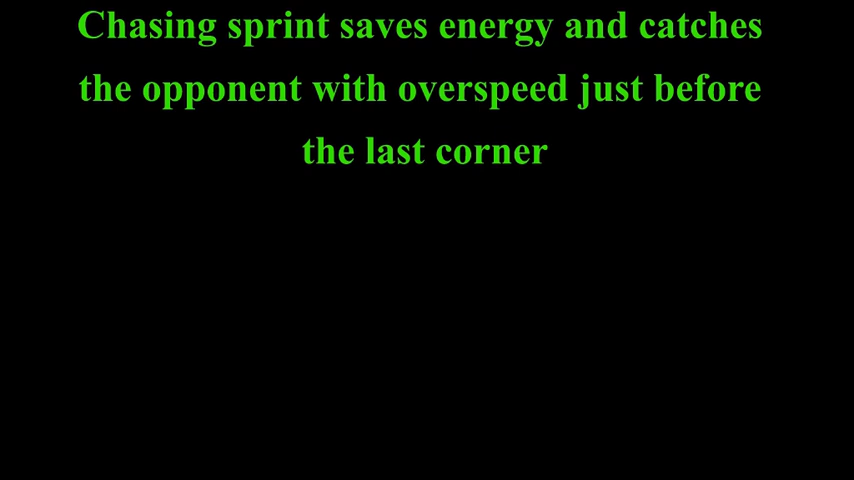 Chasing sprint saves energy and catches
the opponent with overspeed just before
the last corner